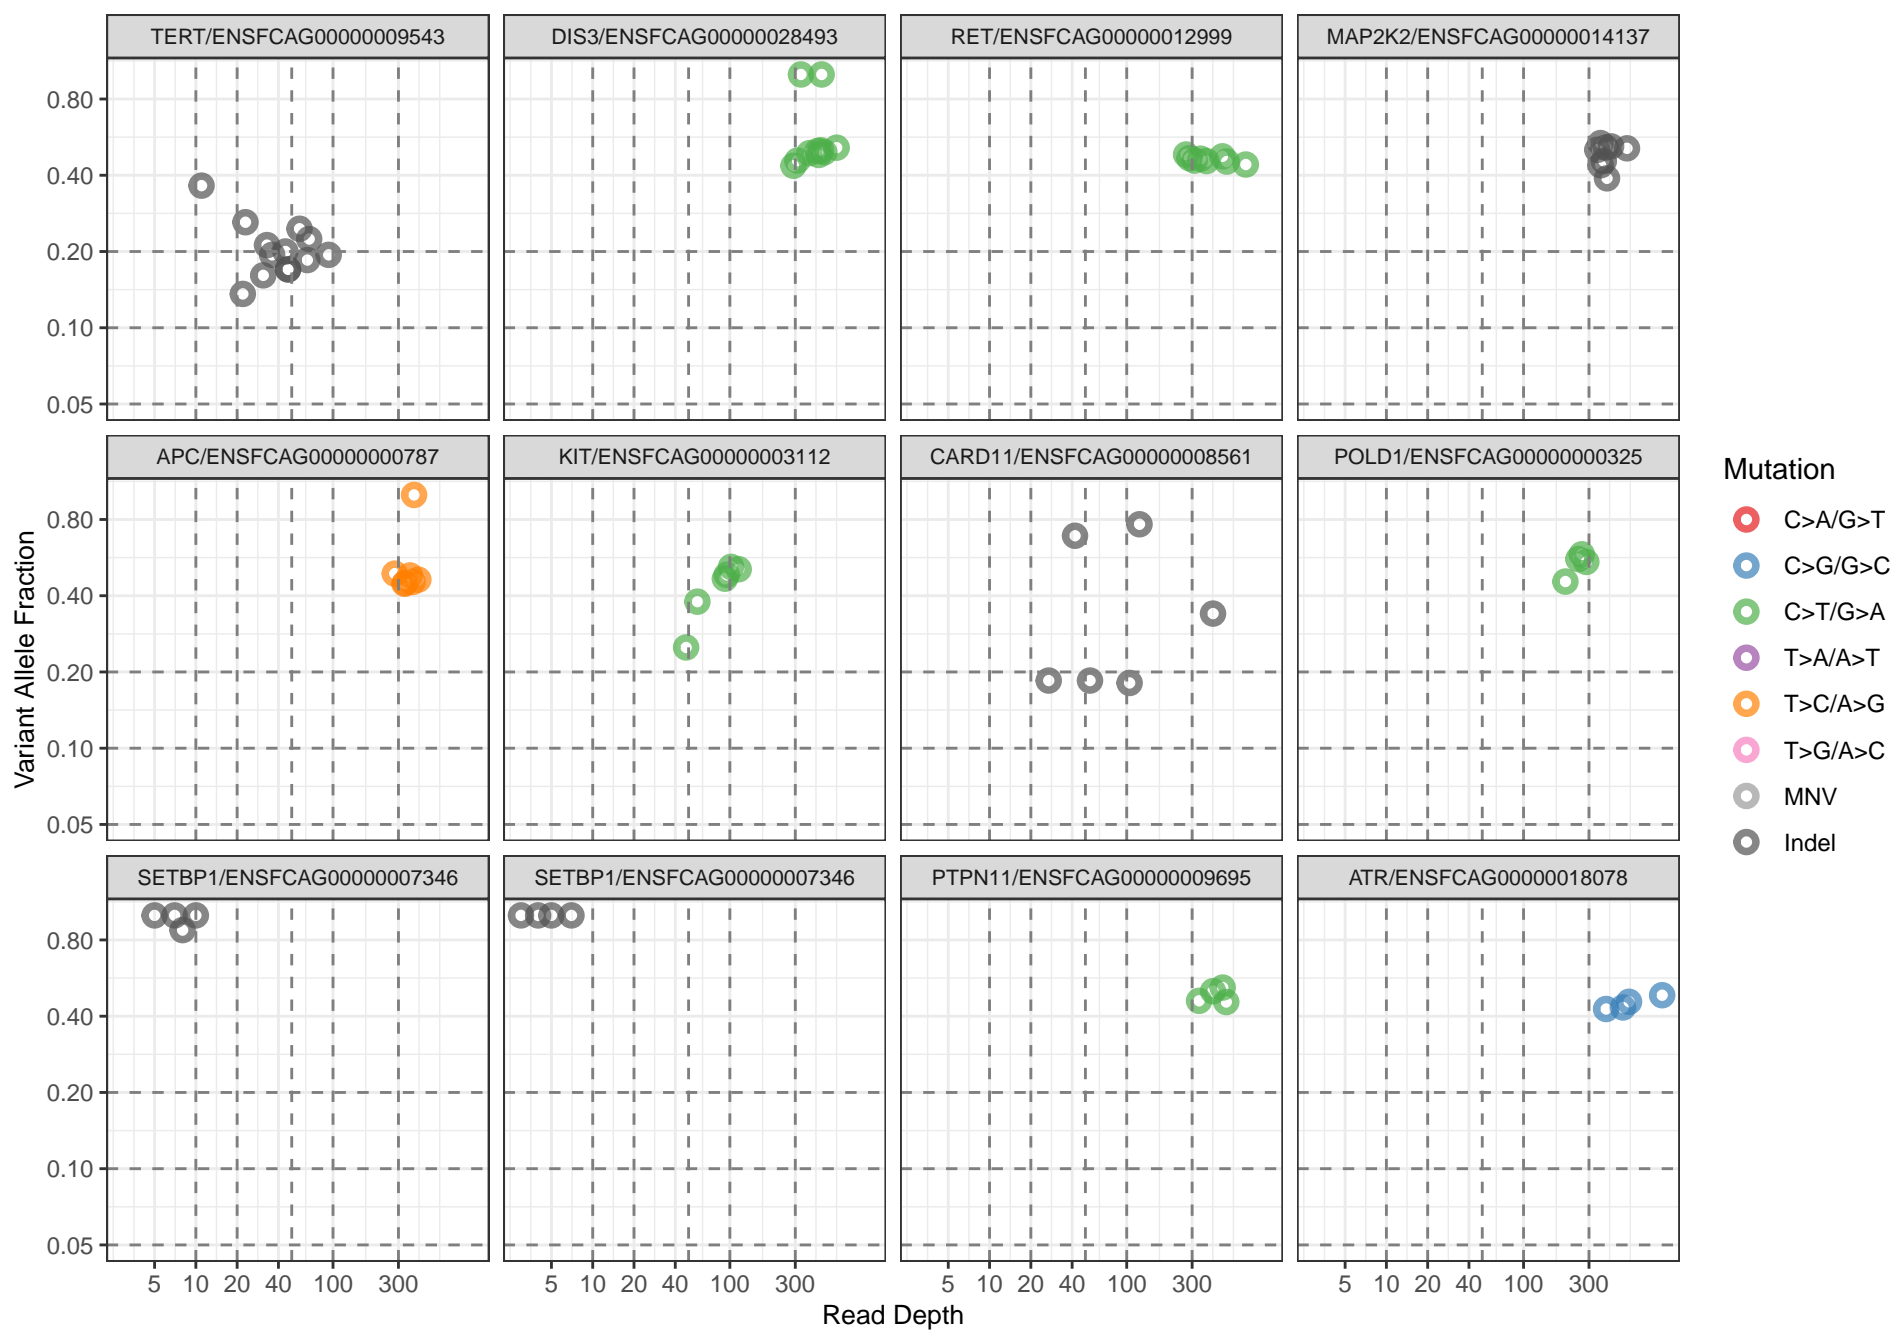 TERT/ENSFCAG00000009543 DIS3/ENSFCAG00000028493 RET/ENSFCAG00000012999 MAP2K2/ENSFCAG00000014137
0.80
0.40
0.20
0.10
0.05
APC/ENSFCAG00000000787 KIT/ENSFCAG00000003112 CARD11/ENSFCAG00000008561 POLD1/ENSFCAG00000000325
0.80
0.40
0.20
0.10
0.05
Variant Allele Fraction
SETBP1/ENSFCAG00000007346 SETBP1/ENSFCAG00000007346 PTPN11/ENSFCAG00000009695 ATR/ENSFCAG00000018078
0.80
0.40
0.20
0.10
0.05
5 10 20 40 100 300 5 10 20 40 100 300 5 10 20 40 100 300 5 10 20 40 100 300
Read Depth
Mutation
C>A/G>T
C>G/G>C
C>T/G>A
T>A/A>T
T>C/A>G
T>G/A>C
MNV
Indel